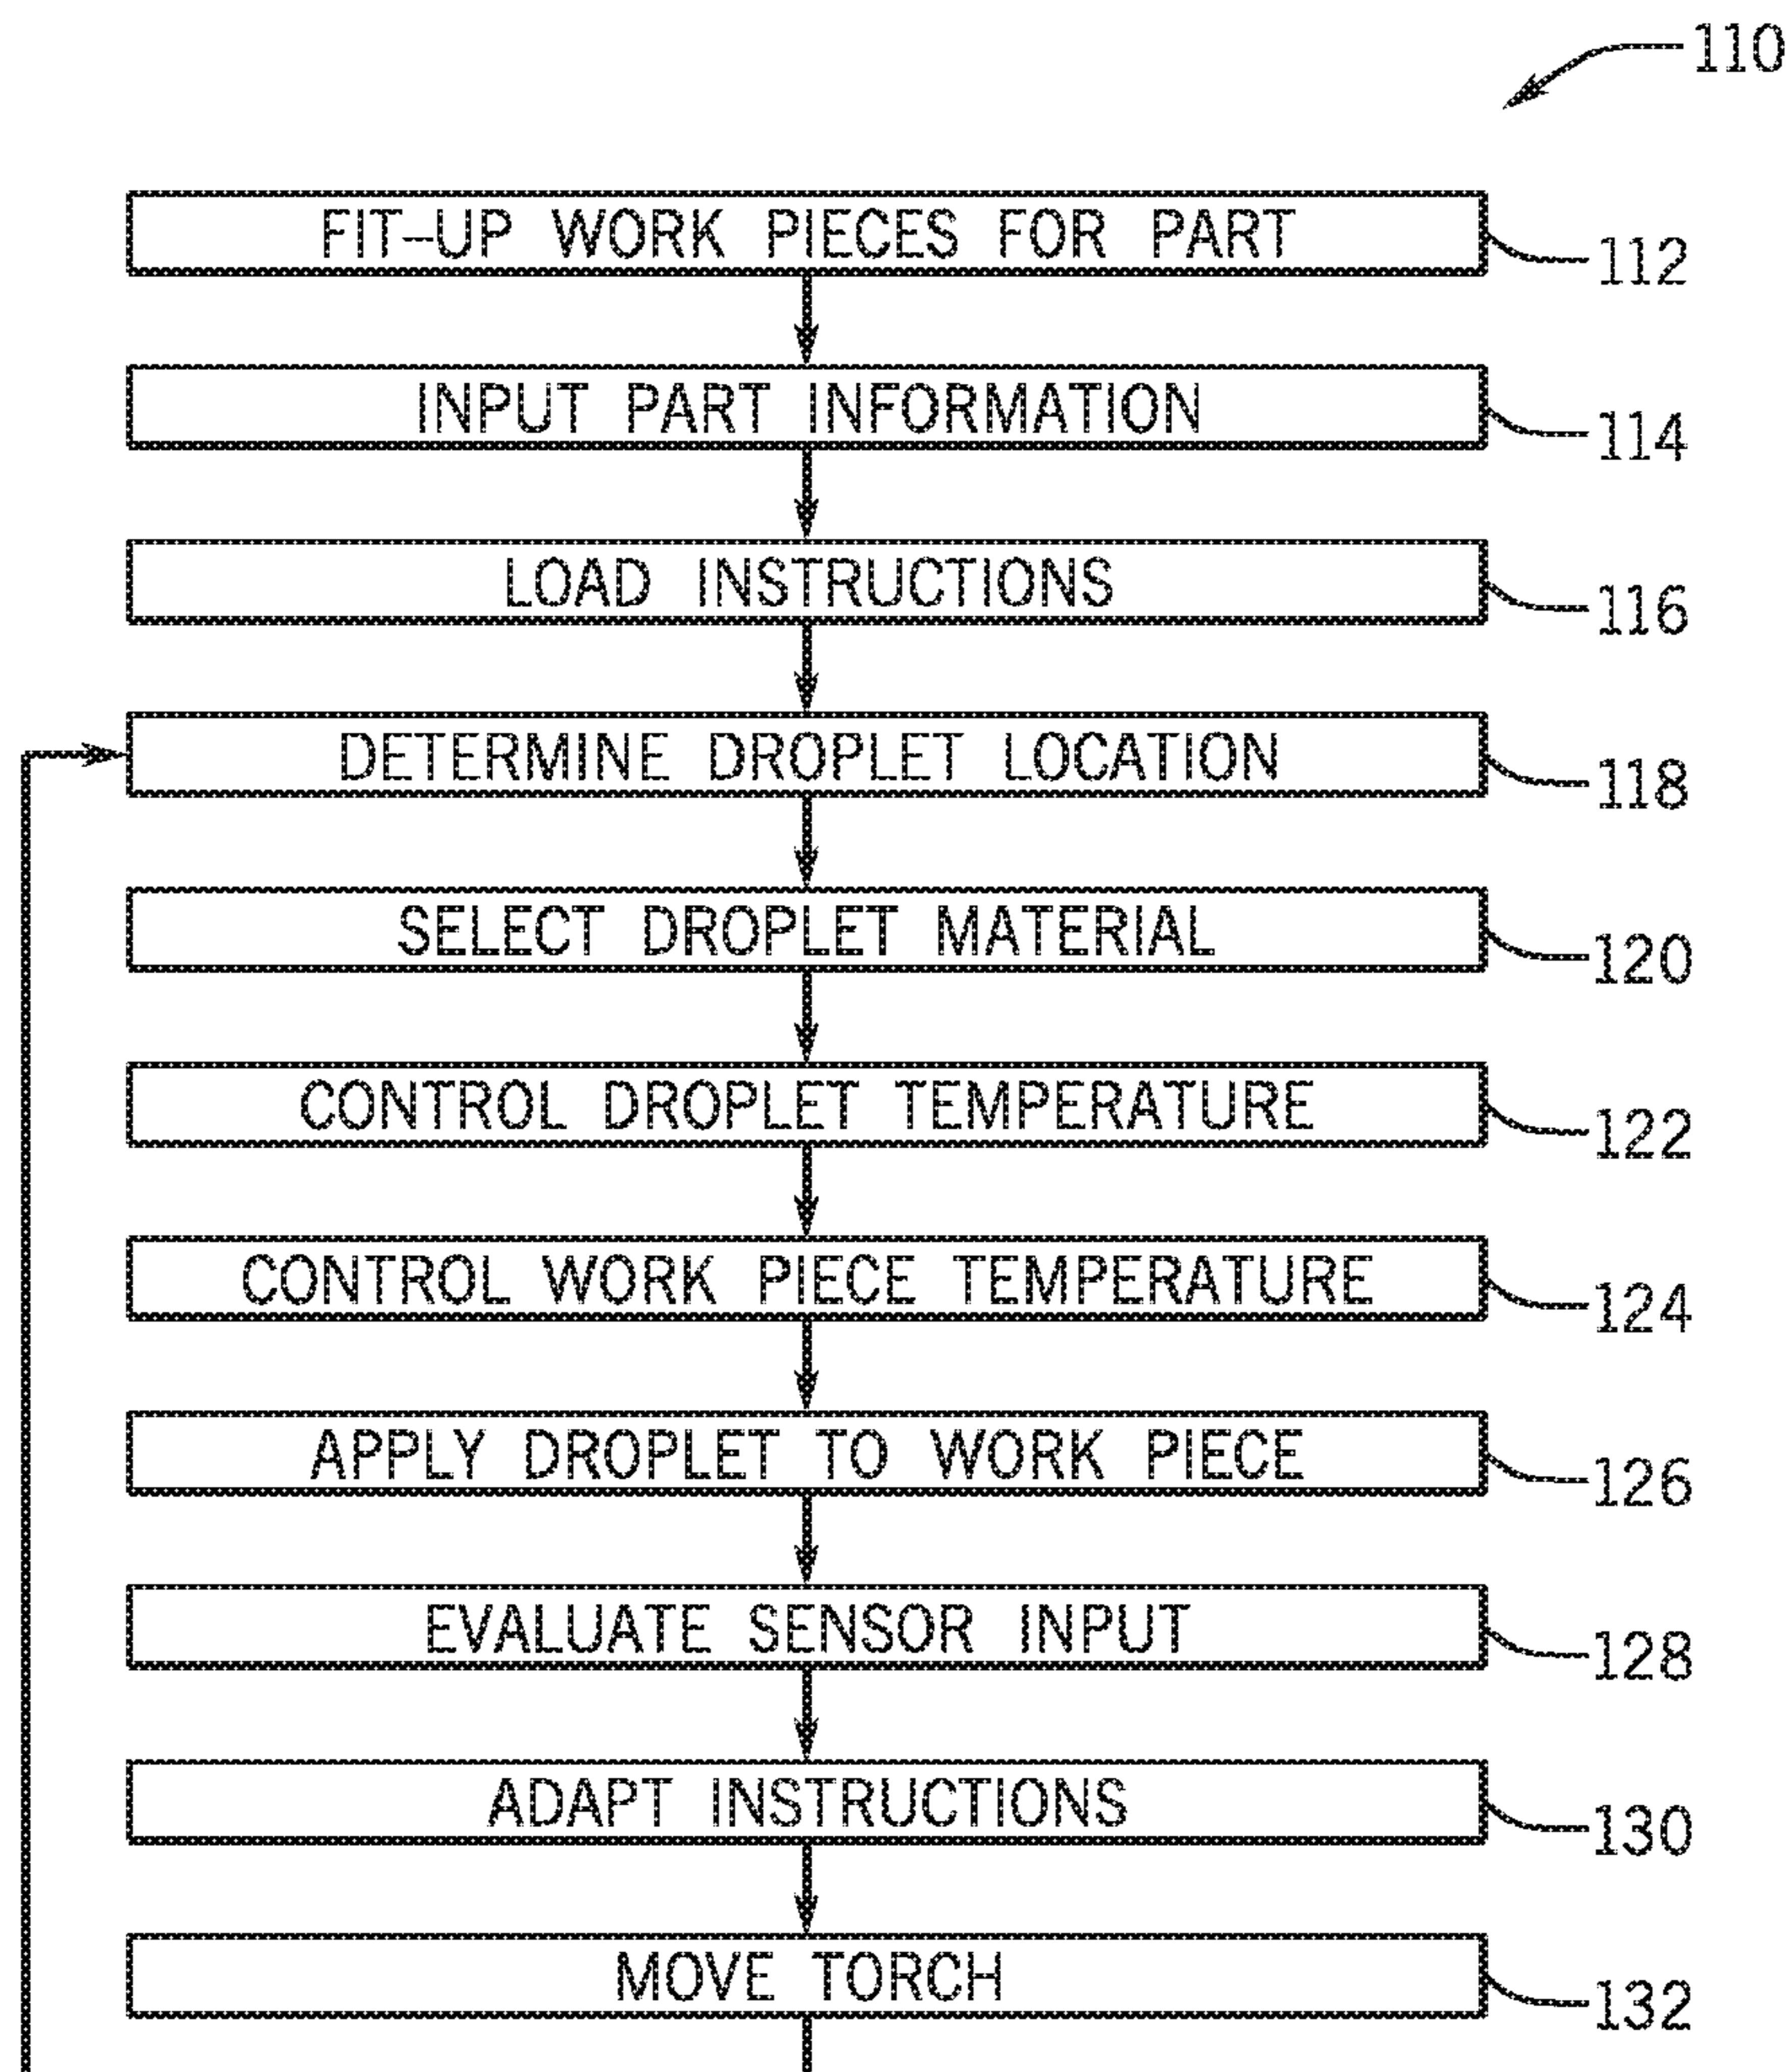 110
FIT-UP WORK PIECES FOR PART
112
INPUT PART INFORMATION
114
LOAD INSTRUCTIONS
116
DETERMINE DROPLET LOCATION
118
SELECT DROPLET MATERIAL
120
CONTROL DROPLET TEMPERATURE
122
CONTROL WORK PIECE TEMPERATURE
124
APPLY DROPLET TO WORK PIECE
126
EVALUATE SENSOR INPUT
128
ADAPT INSTRUCTIONS
130
MOVE TORCH
132